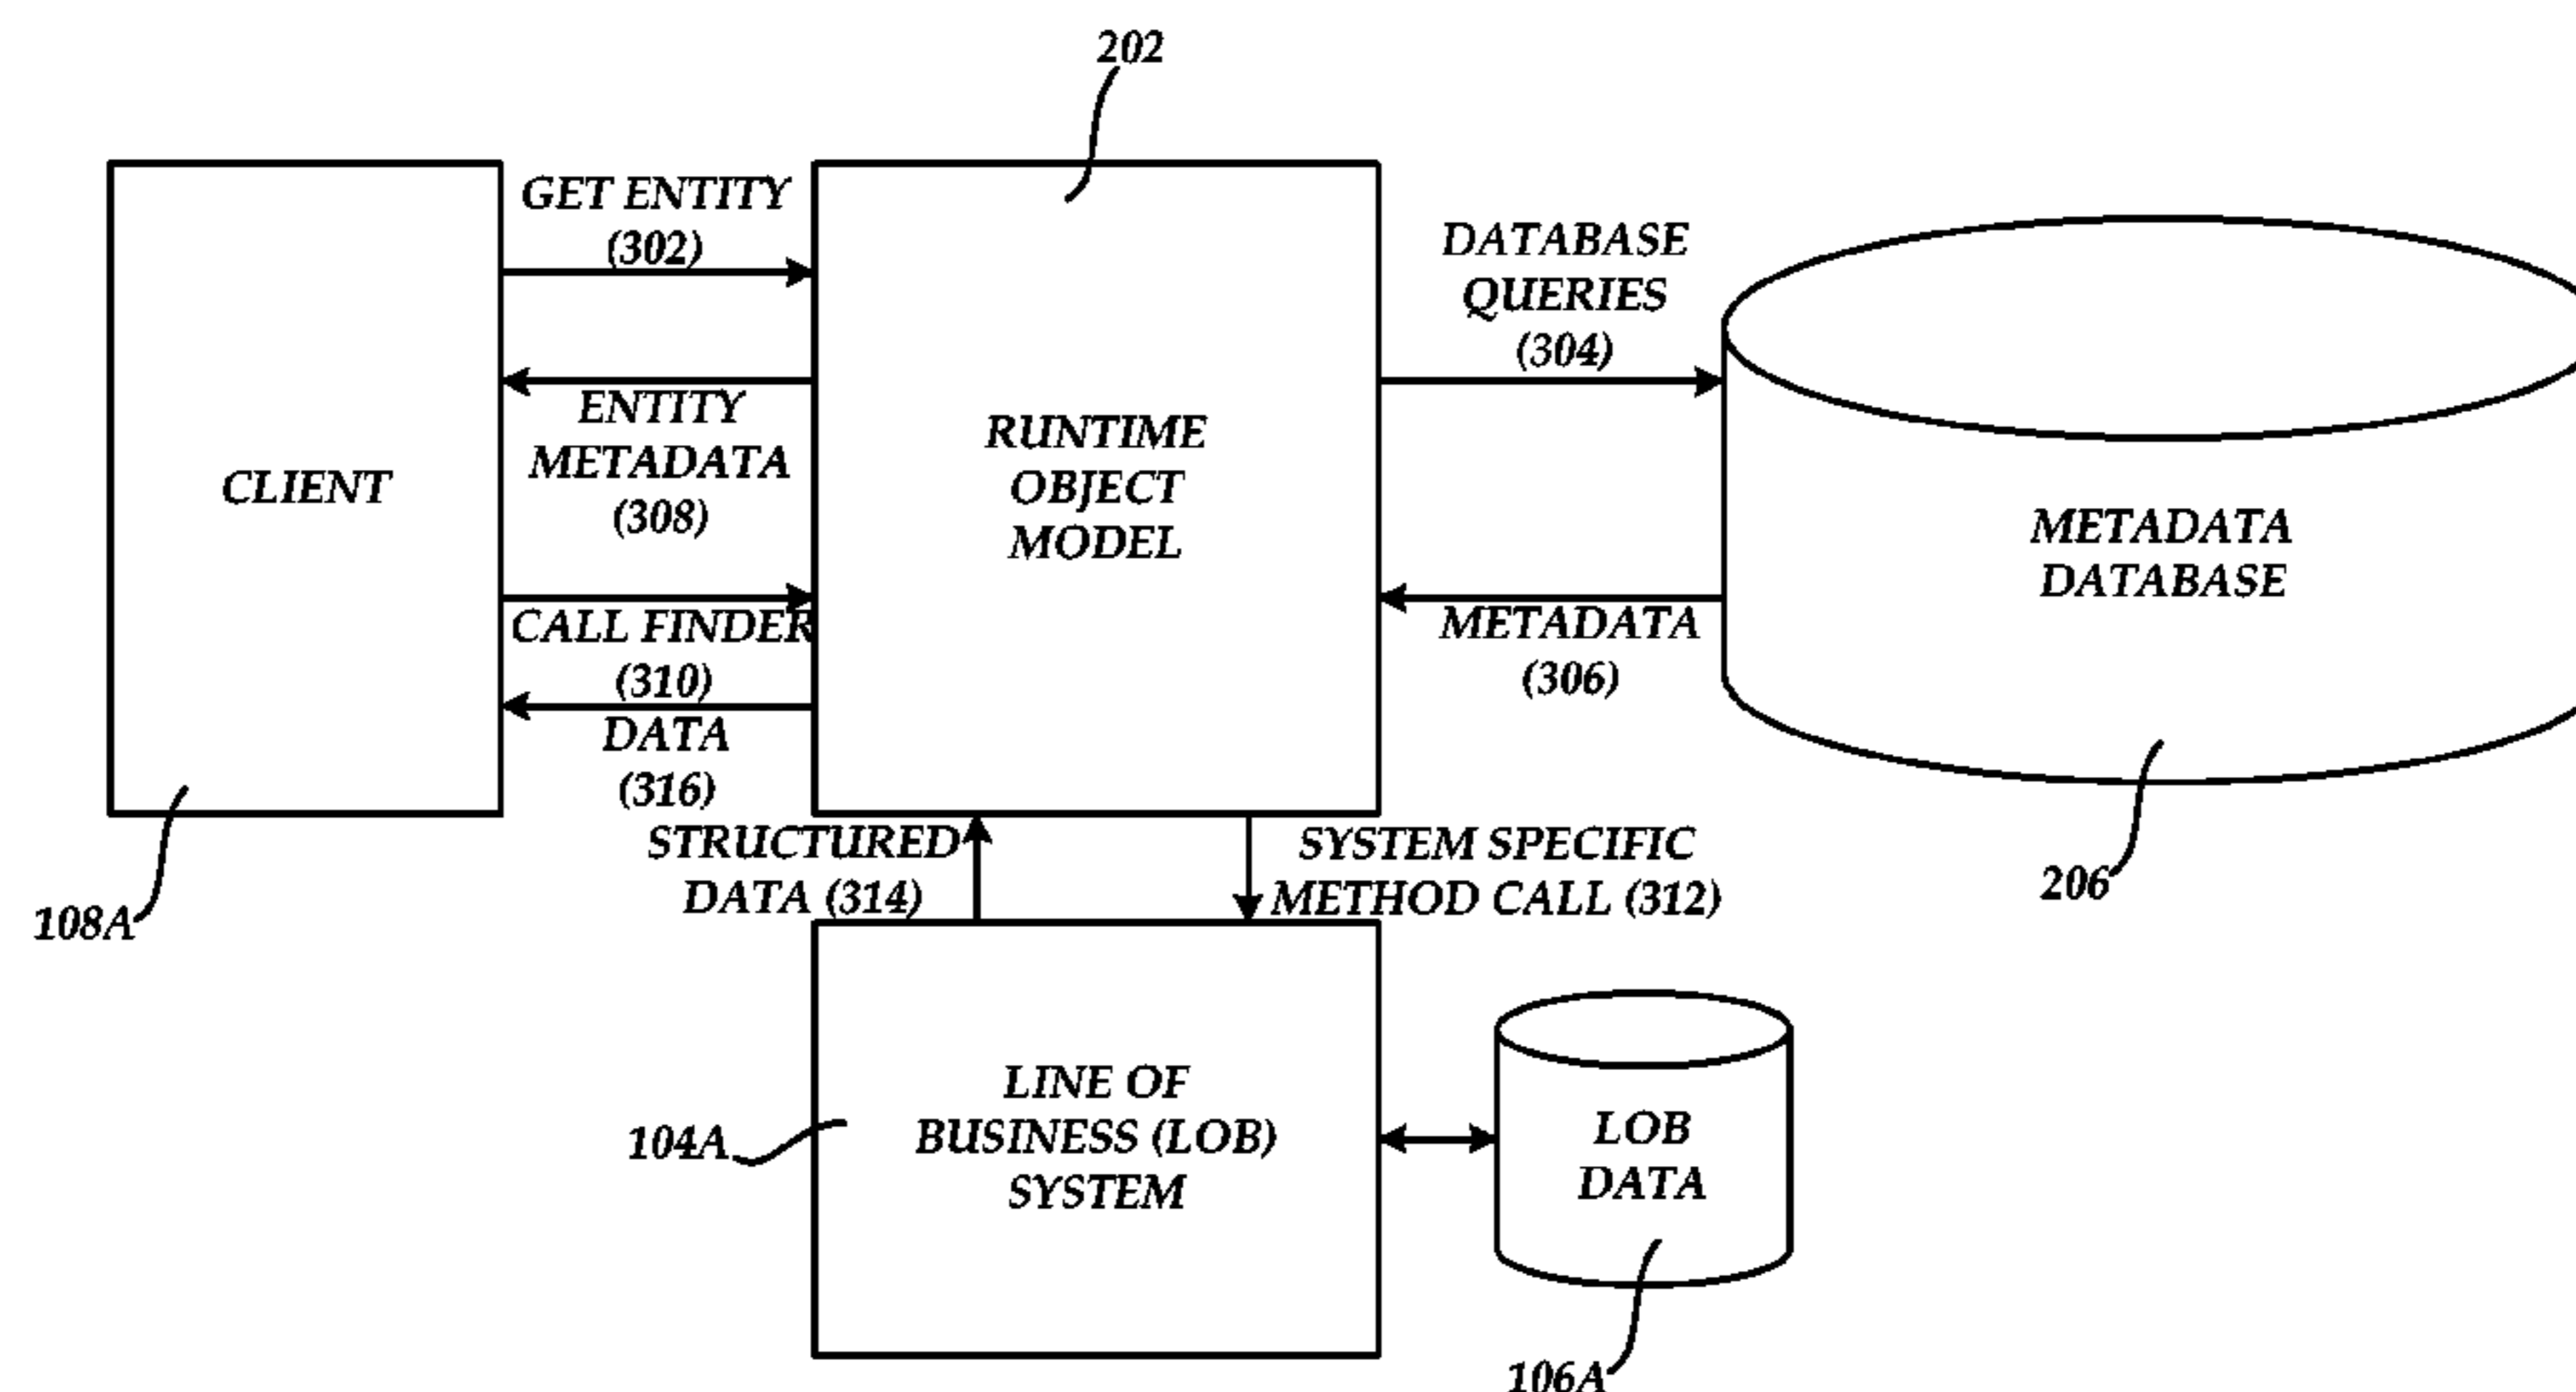 202
GET ENTITY
(302)
DATABASE
QUERIES
(304)
ENTITY
METADATA
(308)
CLIENT
RUNTIME
OBJECT
MODEL
METADATA
DATABASE
CALL FINDER
(310)
METADATA
(306)
DATA
(316)
STRUCTURED
DATA (314)
SYSTEM SPECIFIC
METHOD CALL (312)
108A
206
LINE OF
BUSINESS (LOB)
SYSTEM
104A
LOB
DATA
106A